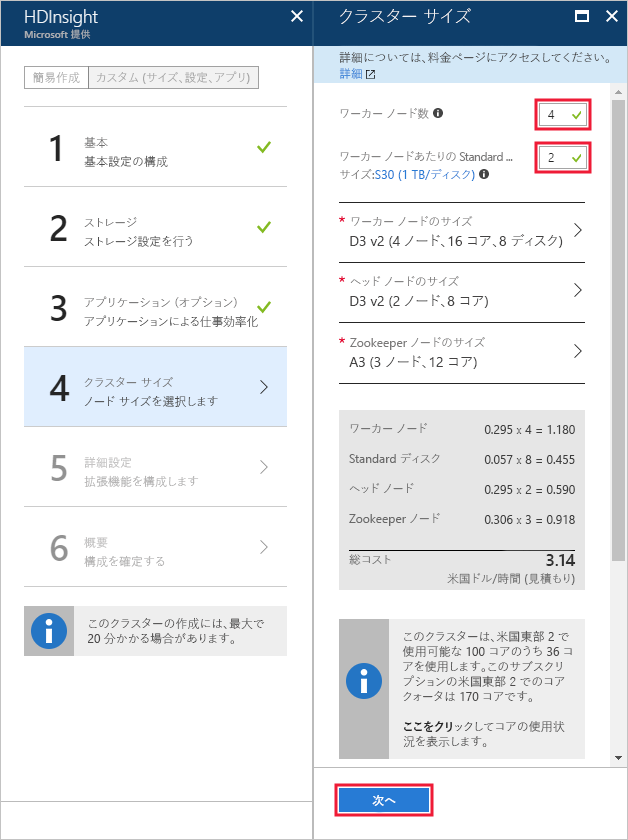 HDInsight
Microsoft 提供
簡易作成
カスタム (サイズ、設定、アプリ)
1
基本
基本設定の構成
2
ストレージ
ストレージ設定を行う
3
アプリケーション (オプション)
アプリケーションによる仕事効率化
4
クラスター サイズ
ノード サイズを選択します
5
詳細設定
拡張機能を構成します
6
概要
構成を確定する
このクラスターの作成には、最大で
20 分かかる場合があります。
クラスター サイズ
詳細については、料金ページにアクセスしてください。
詳細
ワーカー ノード数
4
ワーカー ノードあたりの Standard ...
サイズ:S30 (1 TB/ディスク)
2
* ワーカー ノードのサイズ
D3 v2 (4 ノード、16 コア、8 ディスク)
* ヘッド ノードのサイズ
D3 v2 (2 ノード、8 コア)
* Zookeeper ノードのサイズ
A3 (3 ノード、12 コア)
ワーカー ノード 0.295 x 4 = 1.180
Standard ディスク 0.057 x 8 = 0.455
ヘッド ノード 0.295 x 2 = 0.590
Zookeeper ノード 0.306 x 3 = 0.918
総コスト 3.14
米国ドル/時間 (見積もり)
このクラスターは、米国東部 2 で
使用可能な 100 コアのうち 36 コ
アを使用します。このサブスクリ
プションの米国東部 2 でのコア
クォータは 170 コアです。
ここをクリックしてコアの使用状
況を表示します。
次へ